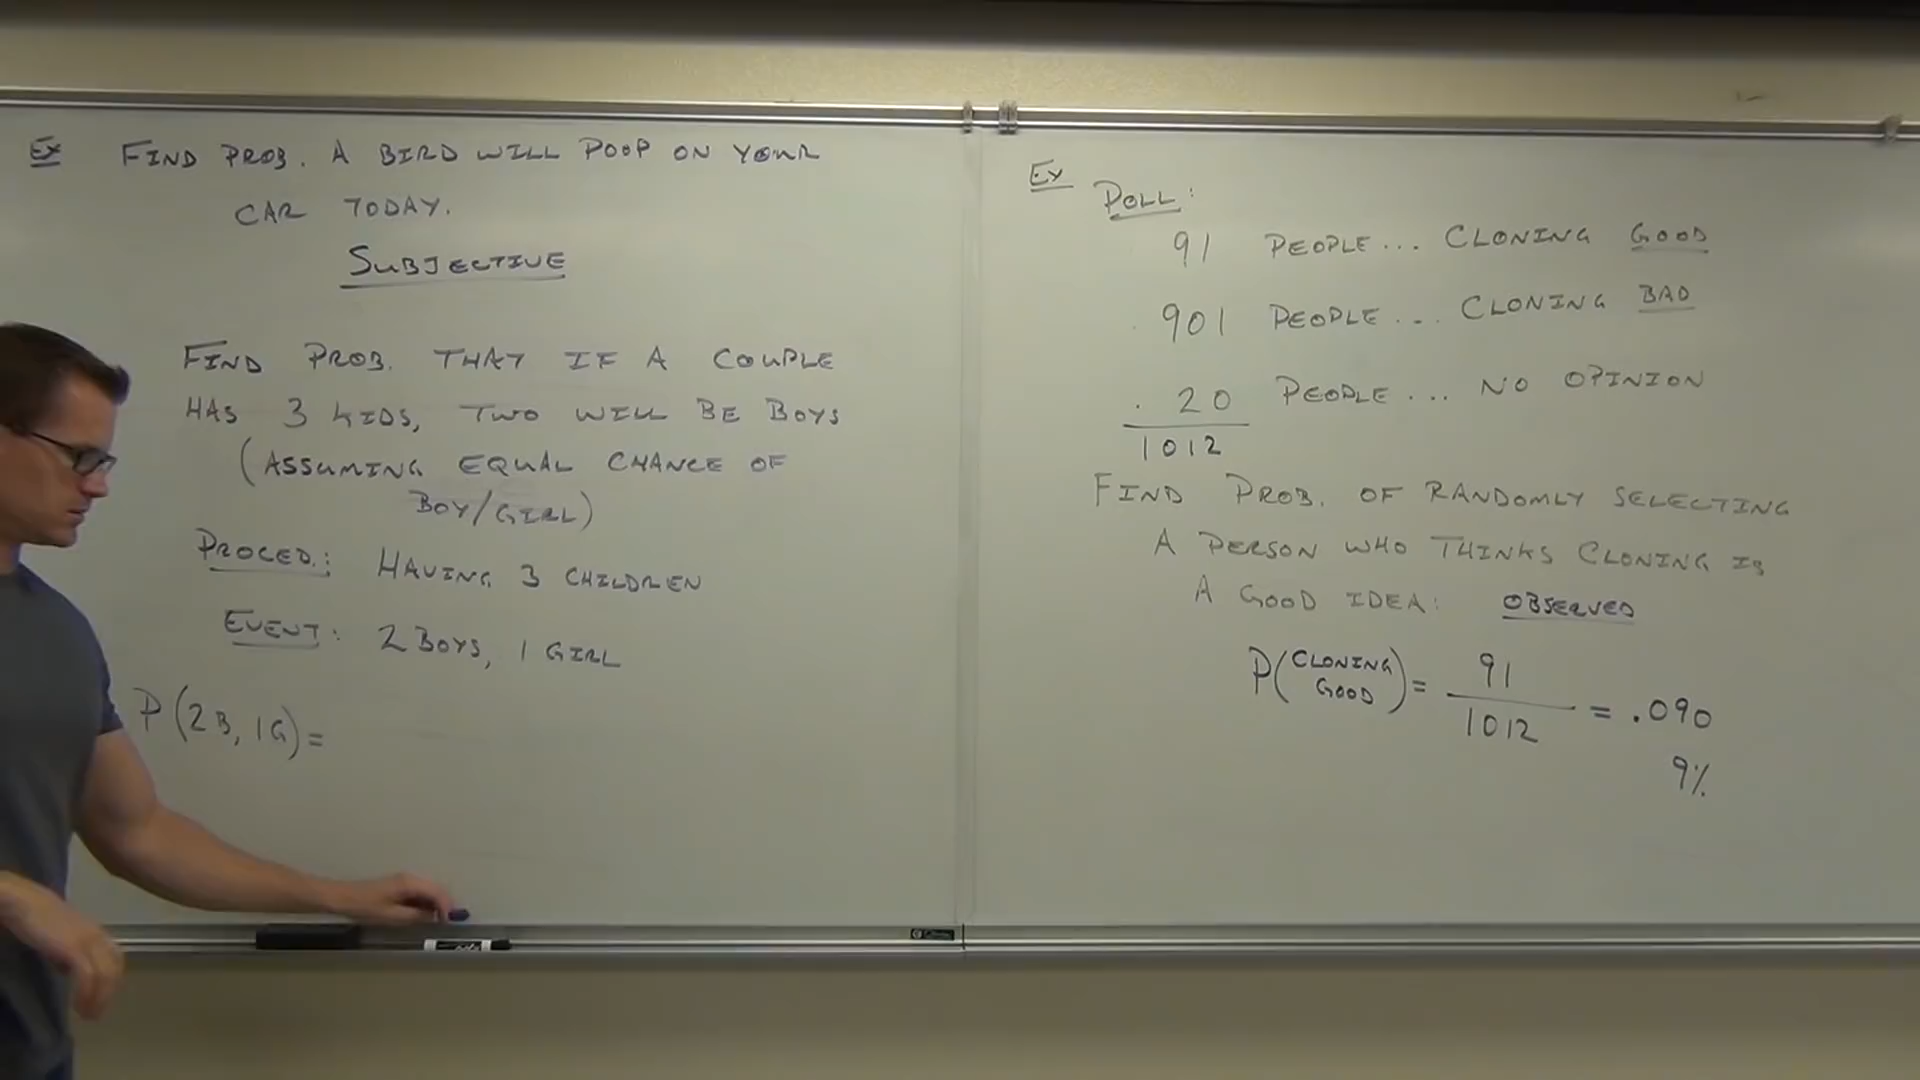 Ex FIND PROB. A BIRD WILL POOP ON YOUR
CAR TODAY.
SUBJECTIVE
FIND PROB. THAT IF A COUPLE
HAS 3 KIDS, TWO WILL BE BOYS
(ASSUMING EQUAL CHANCE OF
BOY/GIRL)
PROCED.: HAVING 3 CHILDREN
EVENT: 2 BOYS, 1 GIRL
P(2B, 1G) =
Ex
POLL:
91 PEOPLE... CLONING GOOD
901 PEOPLE... CLONING BAD
20 PEOPLE... NO OPINION
1012
FIND PROB. OF RANDOMLY SELECTING
A PERSON WHO THINKS CLONING IS
A GOOD IDEA: OBSERVED
P(CLONING GOOD) = 91/1012 = .090
9%